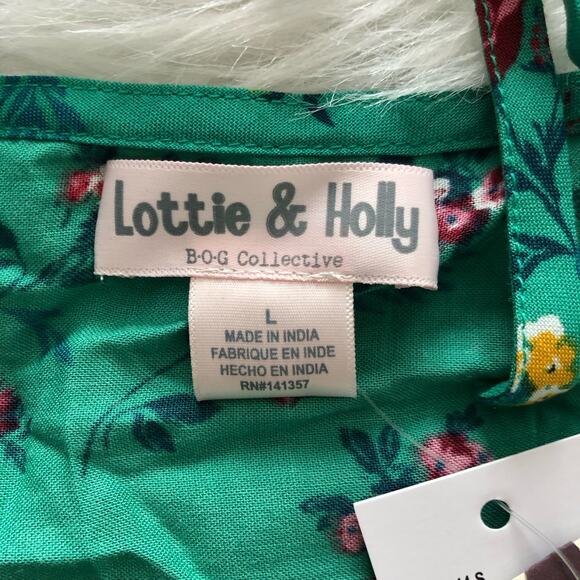 Lottie & Holly
B·O·G Collective
L
MADE IN INDIA
FABRIQUE EN INDE
HECHO EN INDIA
RN#141357